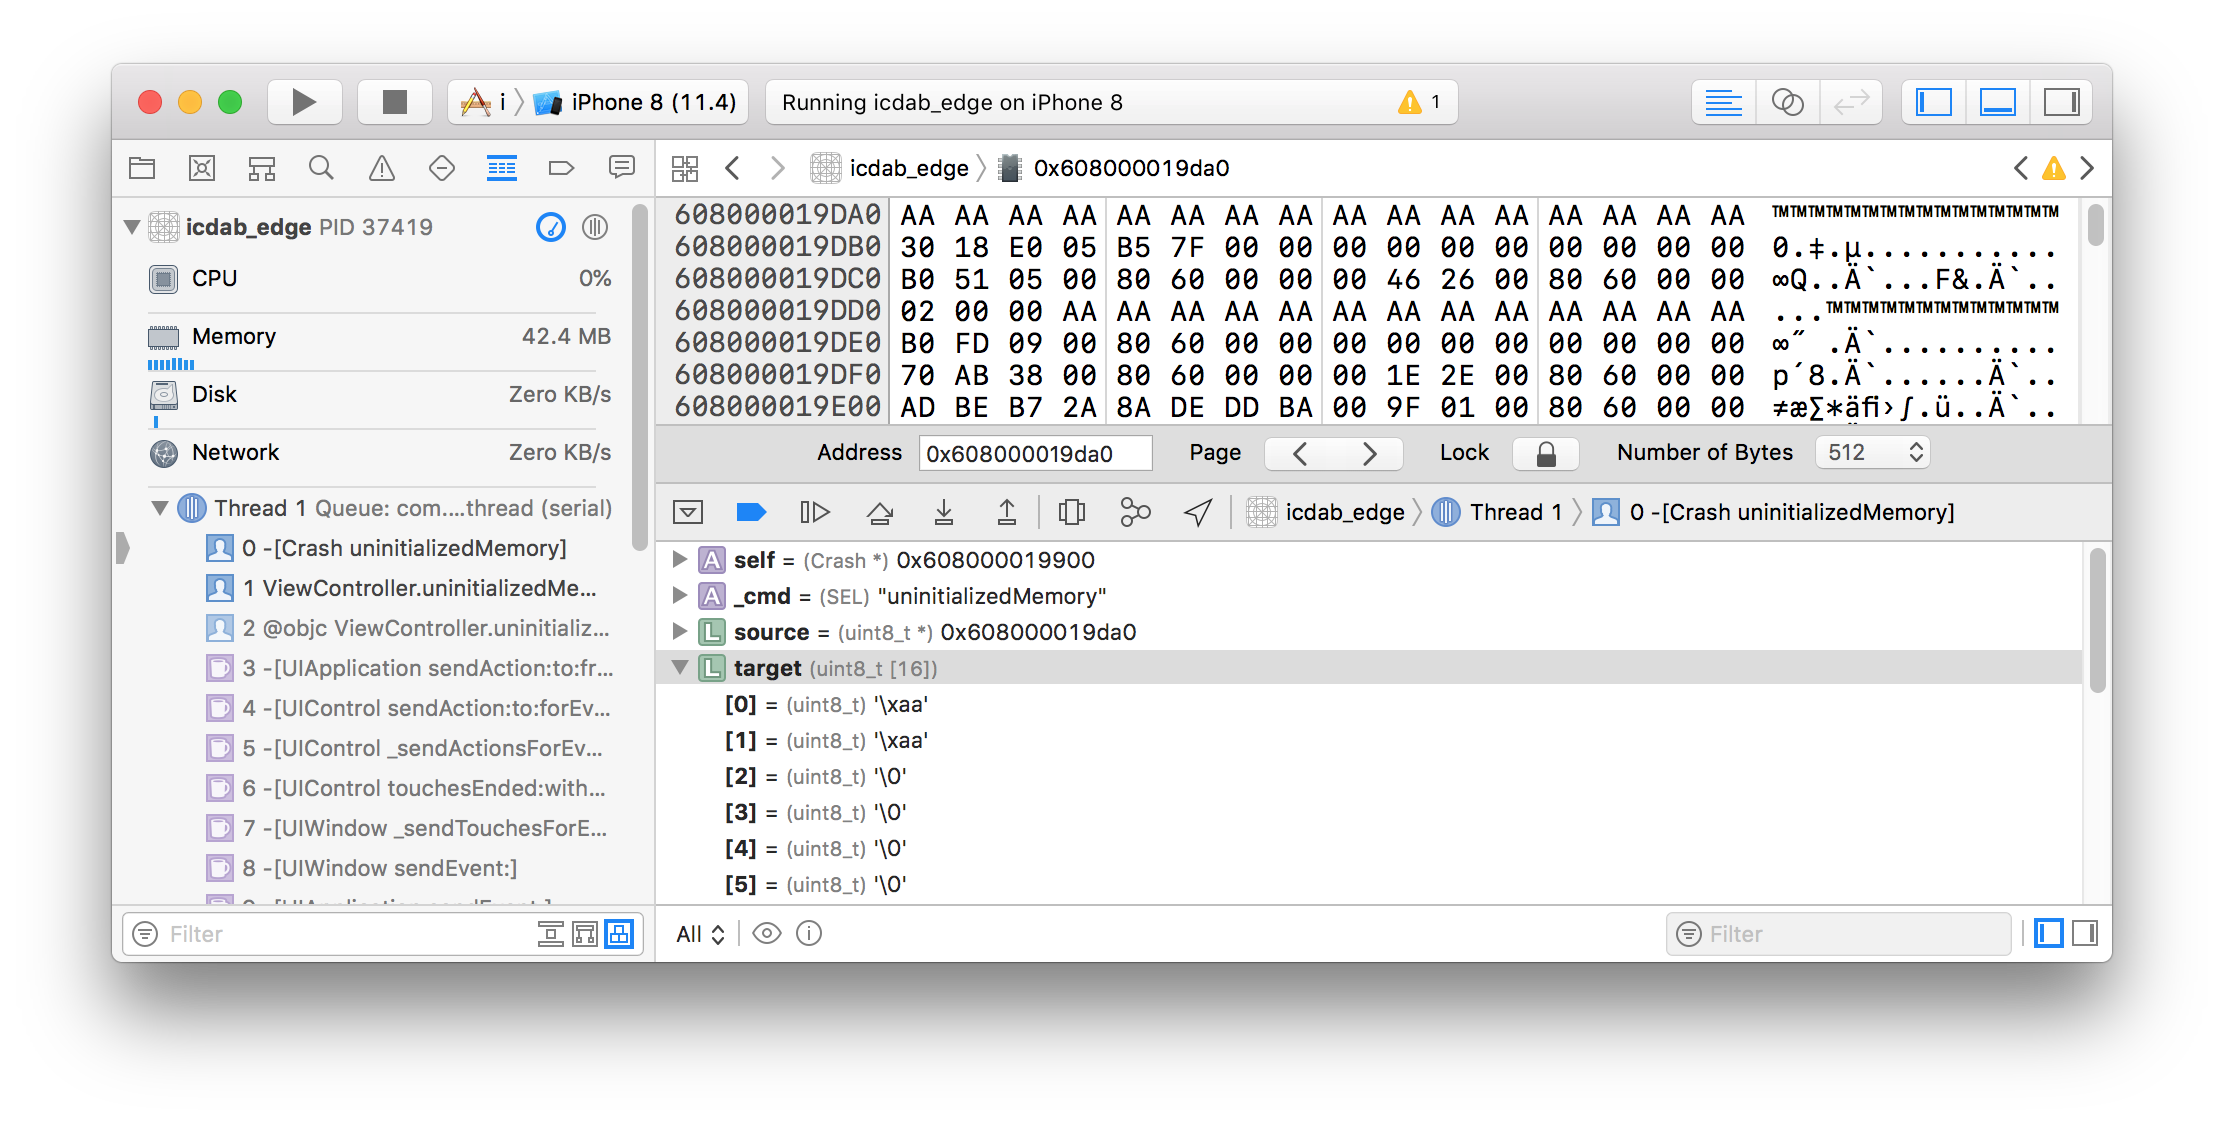 i iPhone 8 (11.4) Running icdab_edge on iPhone 8 1
icdab_edge 0x608000019da0
icdab_edge PID 37419
CPU 0%
Memory 42.4 MB
Disk Zero KB/s
Network Zero KB/s
Thread 1 Queue: com....thread (serial)
0 -[Crash uninitializedMemory]
1 ViewController.uninitializedMe...
2 @objc ViewController.uninitializ...
3 -[UIApplication sendAction:to:fr...
4 -[UIControl sendAction:to:forEv...
5 -[UIControl _sendActionsForEv...
6 -[UIControl touchesEnded:with...
7 -[UIWindow _sendTouchesForE...
8 -[UIWindow sendEvent:]
Filter
608000019DA0 AA AA AA AA AA AA AA AA AA AA AA AA AA AA AA AA ™™™™™™™™™™™™™™™™
608000019DB0 30 18 E0 05 B5 7F 00 00 00 00 00 00 00 00 00 00 0.‡.µ...........
608000019DC0 B0 51 05 00 80 60 00 00 00 46 26 00 80 60 00 00 ∞Q..Ä`...F&.Ä`..
608000019DD0 02 00 00 AA AA AA AA AA AA AA AA AA AA AA AA AA ...™™™™™™™™™™™™™
608000019DE0 B0 FD 09 00 80 60 00 00 00 00 00 00 00 00 00 00 ∞˝ .Ä`..........
608000019DF0 70 AB 38 00 80 60 00 00 00 1E 2E 00 80 60 00 00 p´8.Ä`......Ä`..
608000019E00 AD BE B7 2A 8A DE DD BA 00 9F 01 00 80 60 00 00 ≠æ∑*äﬁ›∫.ü..Ä`..
Address 0x608000019da0 Page Lock Number of Bytes 512
icdab_edge Thread 1 0 -[Crash uninitializedMemory]
self = (Crash *) 0x608000019900
_cmd = (SEL) "uninitializedMemory"
source = (uint8_t *) 0x608000019da0
target (uint8_t [16])
[0] = (uint8_t) '\xaa'
[1] = (uint8_t) '\xaa'
[2] = (uint8_t) '\0'
[3] = (uint8_t) '\0'
[4] = (uint8_t) '\0'
[5] = (uint8_t) '\0'
All Filter